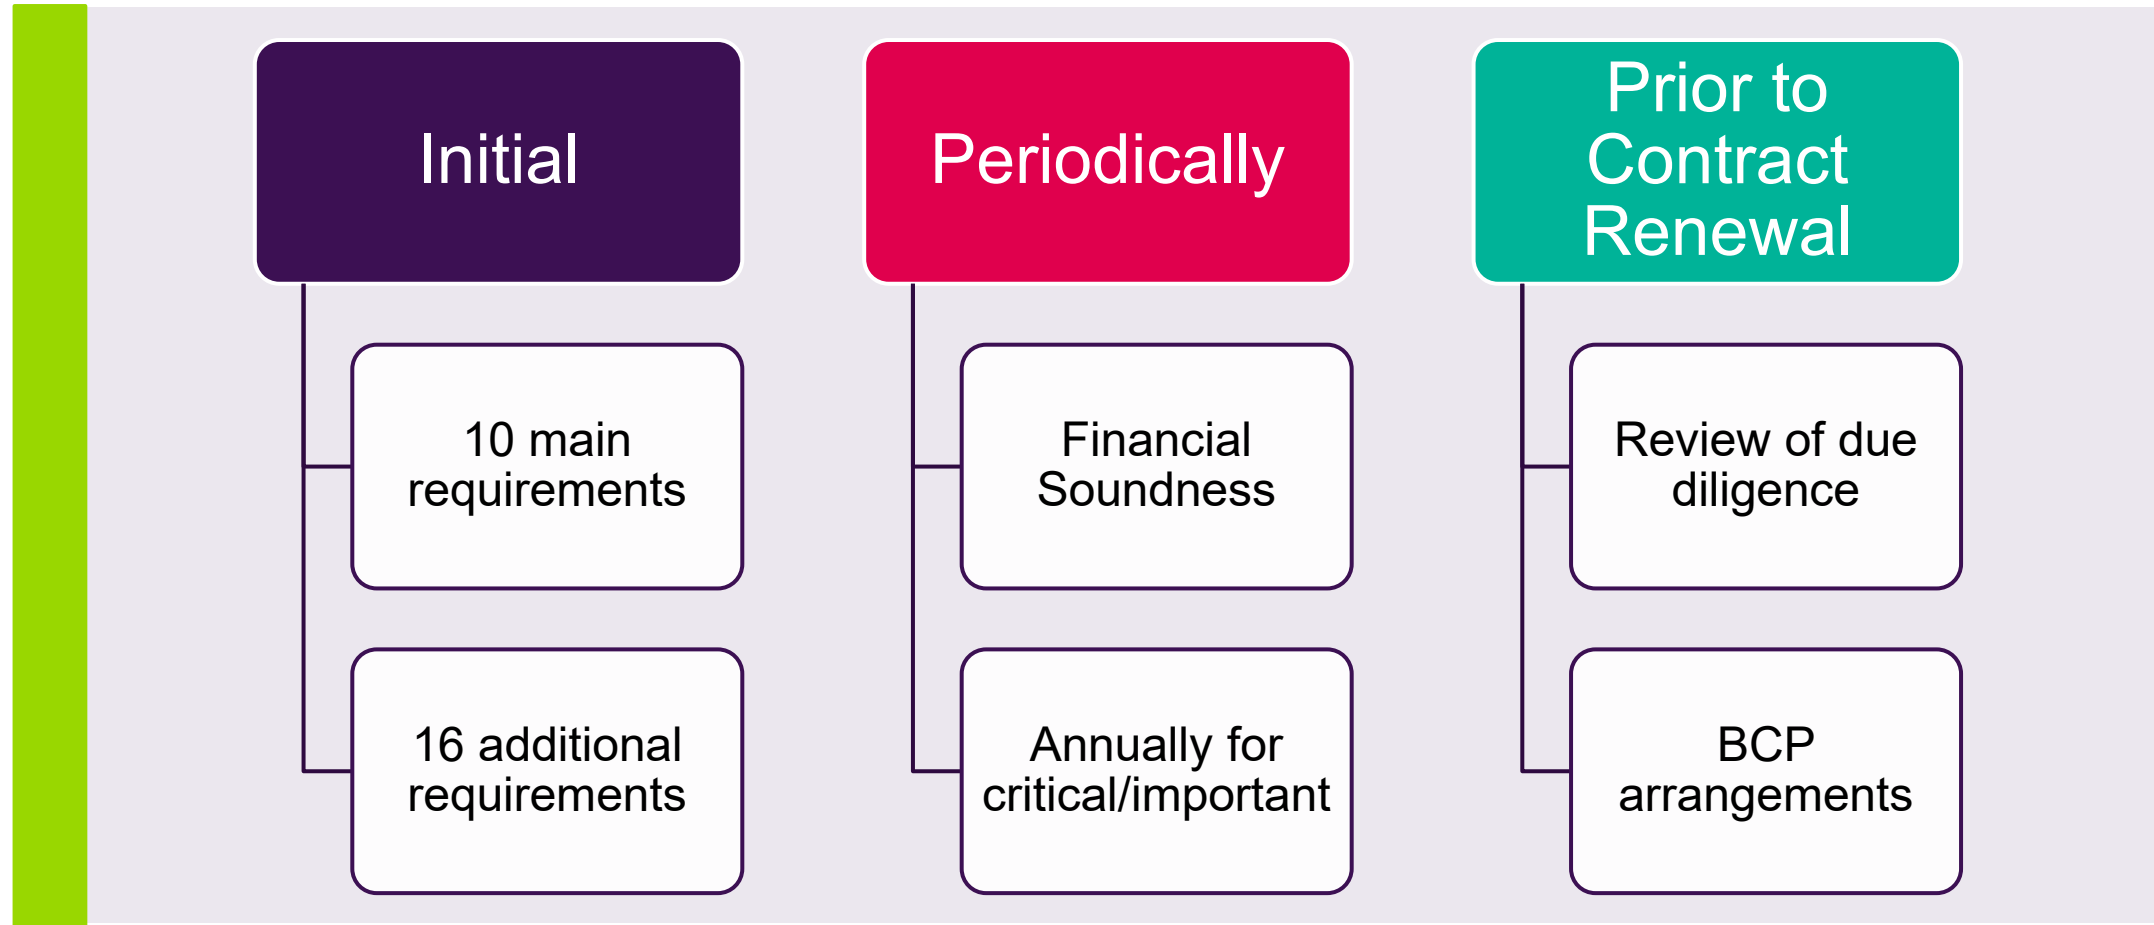 Initial
10 main
requirements
16 additional
requirements
Periodically
Financial
Soundness
Annually for
critical/important
Prior to
Contract
Renewal
Review of due
diligence
BCP
arrangements